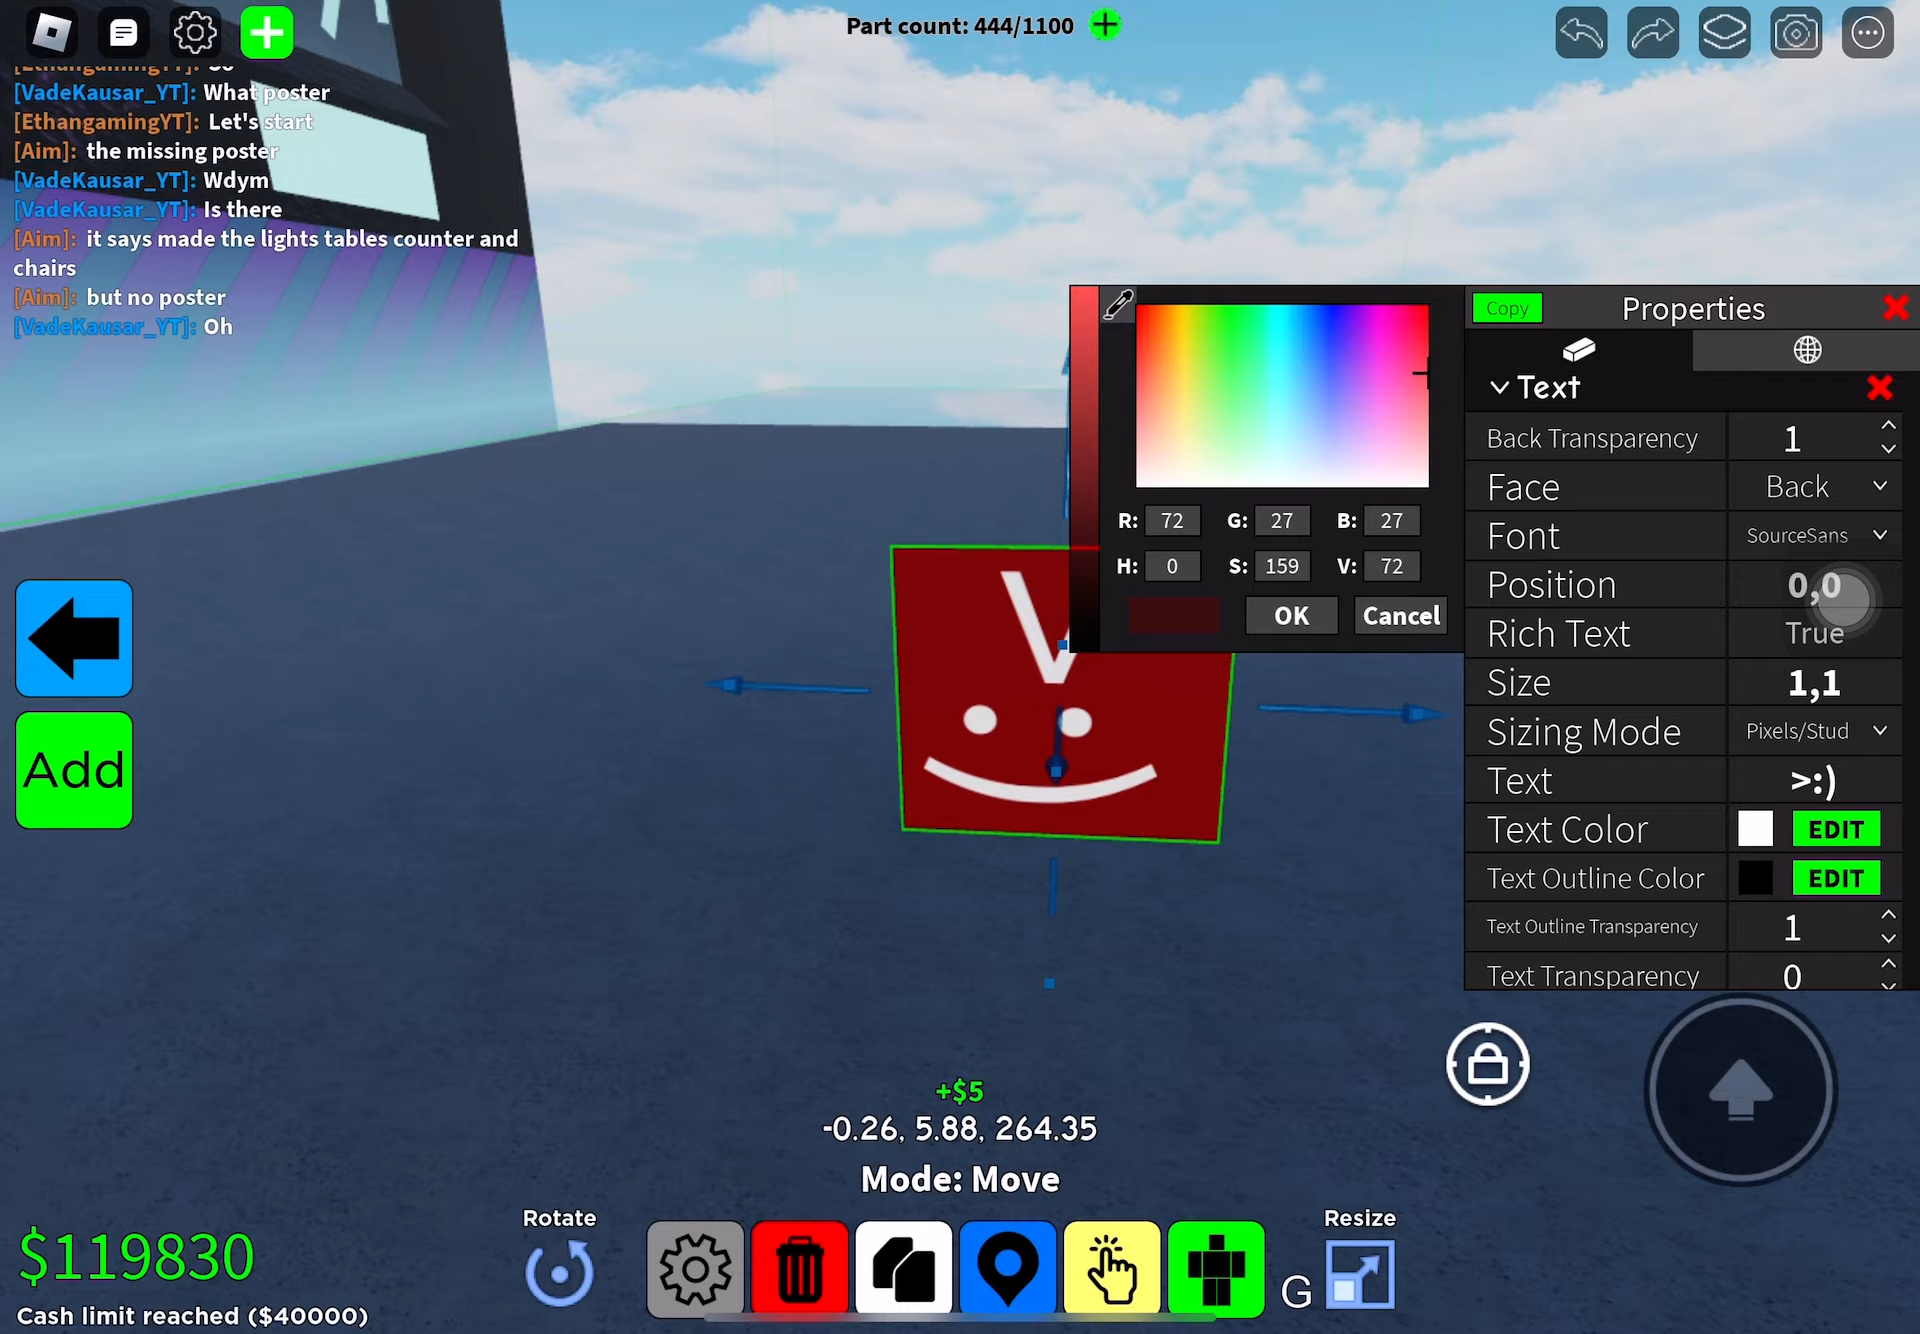 Part count: 444/1100
[EthangamingYT]: So
[VadeKausar_YT]: What poster
[EthangamingYT]: Let's start
[Aim]: the missing poster
[VadeKausar_YT]: Wdym
[VadeKausar_YT]: Is there
[Aim]: it says made the lights tables counter and
chairs
[Aim]: but no poster
[VadeKausar_YT]: Oh
Add
R: 72 G: 27 B: 27
H: 0 S: 159 V: 72
OK Cancel
Copy Properties
Text
Back Transparency 1
Face Back
Font SourceSans
Position 0,0
Rich Text True
Size 1,1
Sizing Mode Pixels/Stud
Text >:)
Text Color EDIT
Text Outline Color EDIT
Text Outline Transparency 1
Text Transparency 0
+$5
-0.26, 5.88, 264.35
Mode: Move
Rotate
G
Resize
$119830
Cash limit reached ($40000)